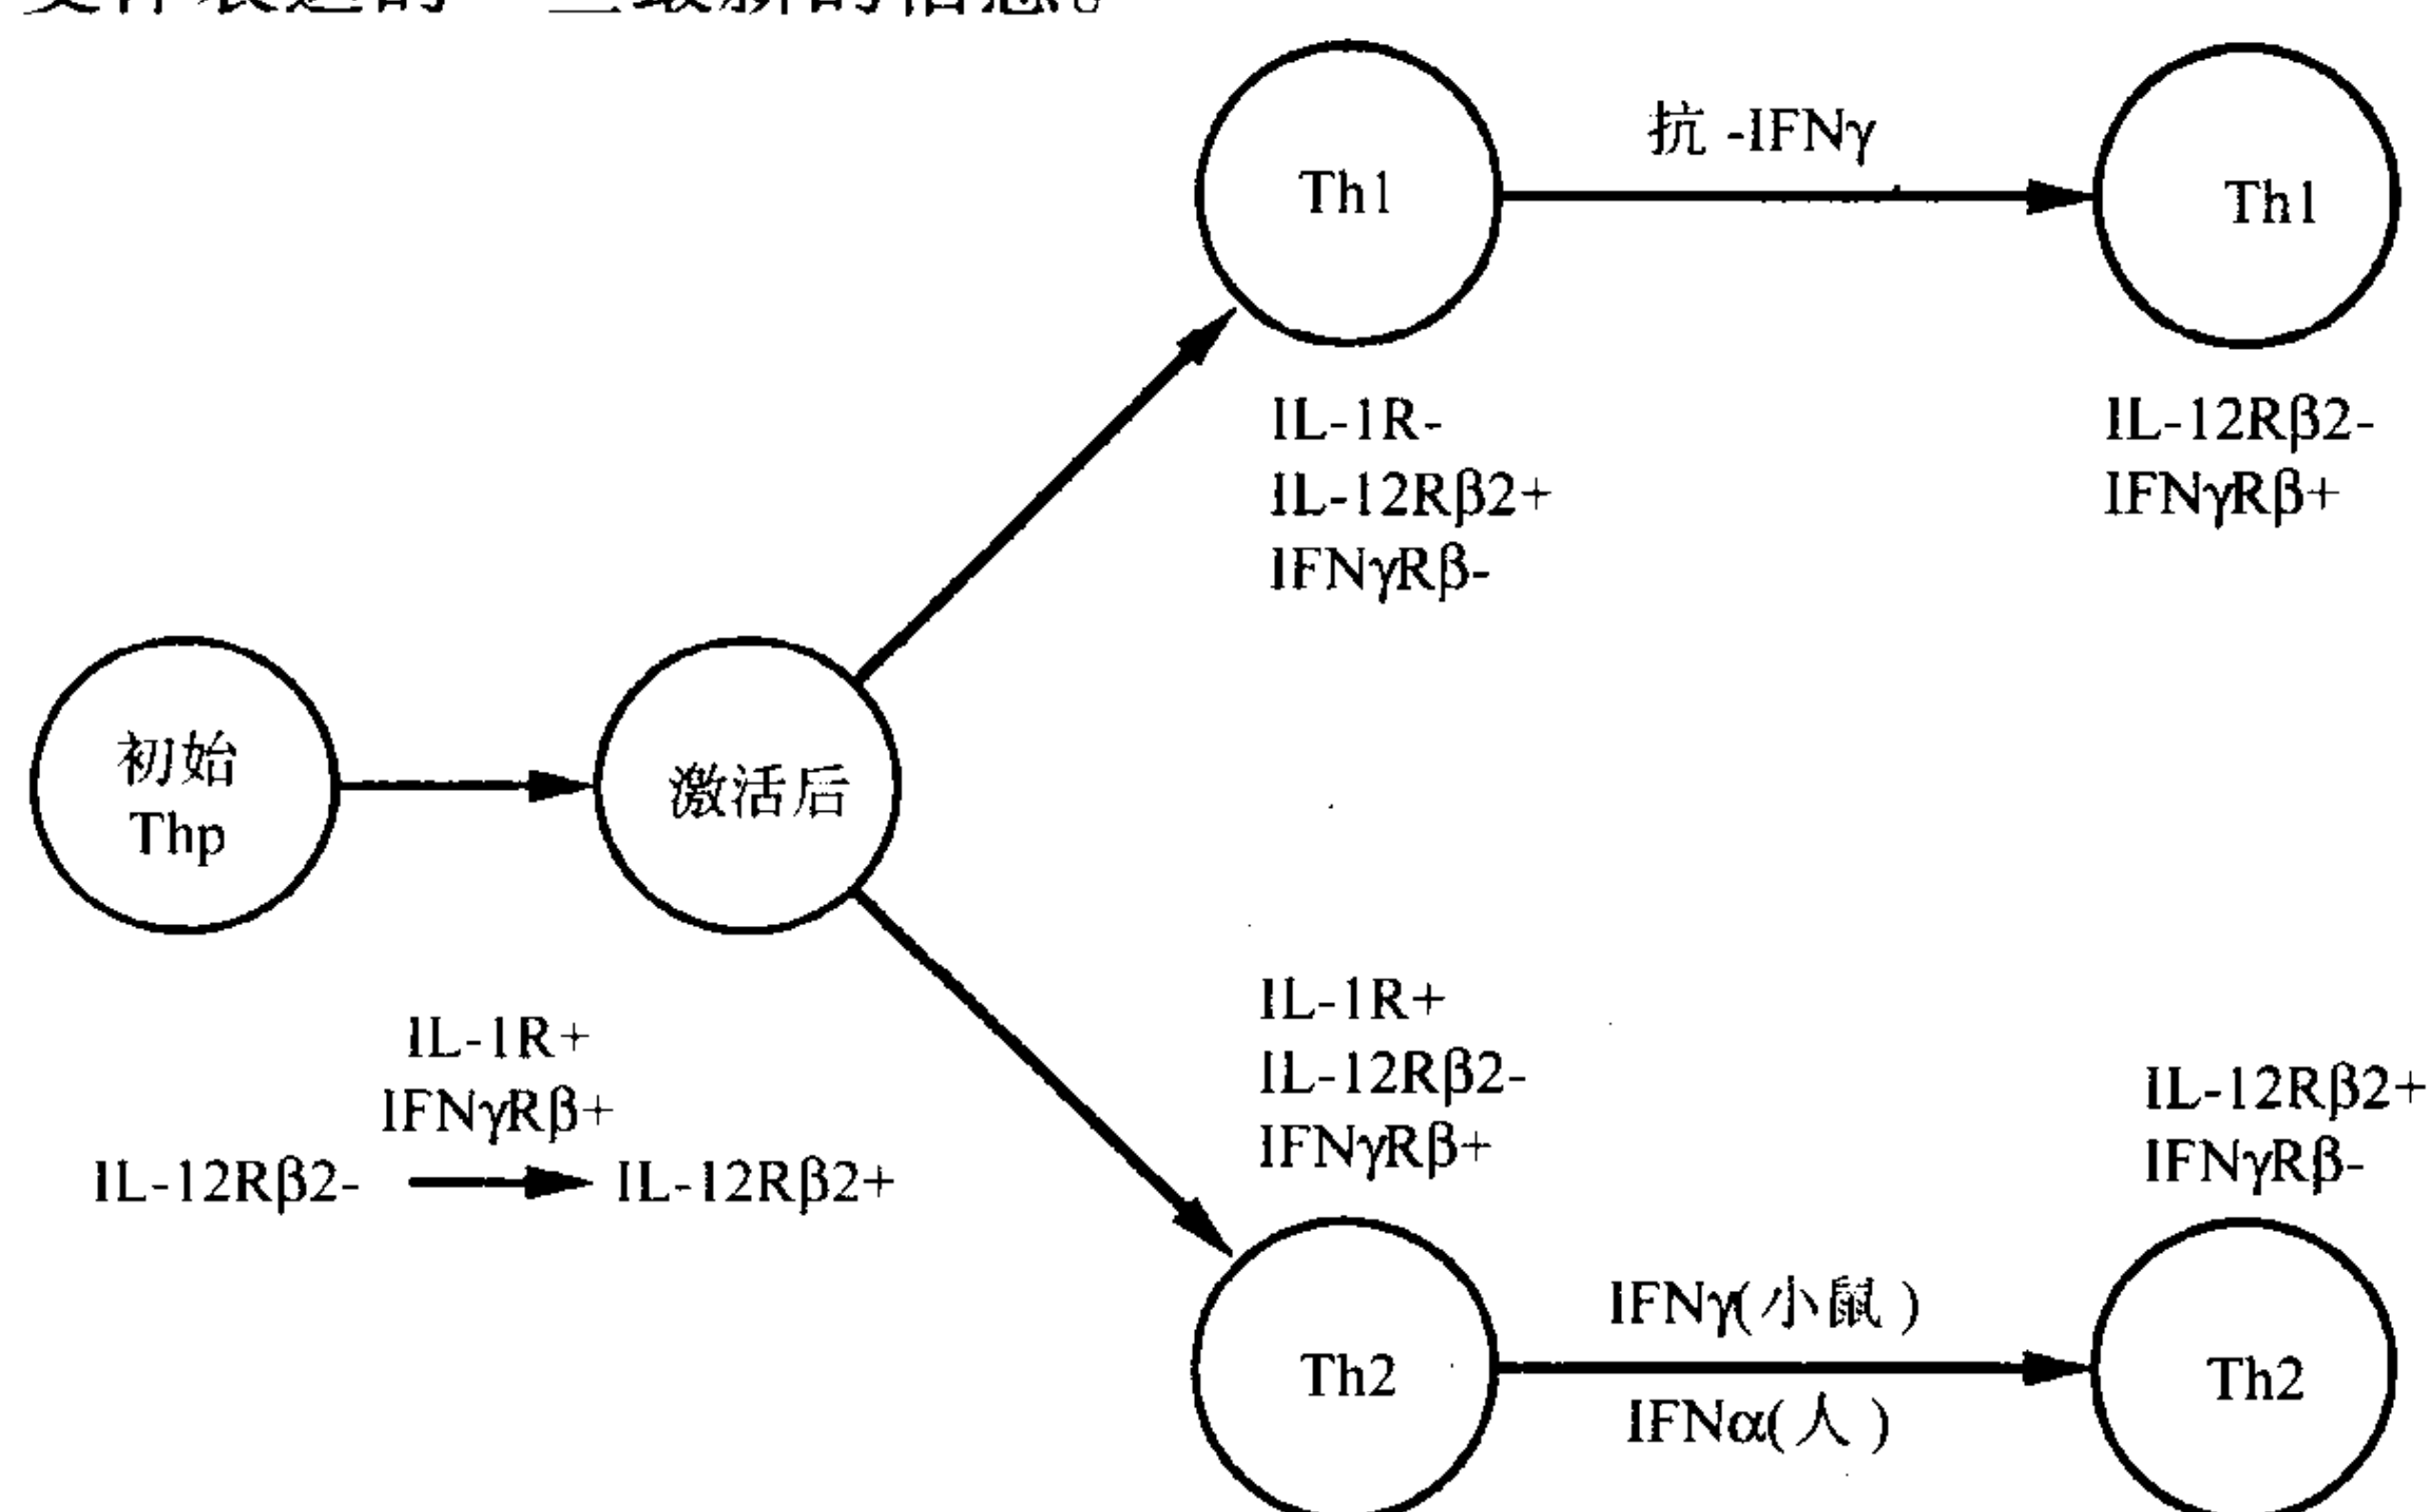 抗 -IFNγ
Th1
Th1
IL-1R-
IL-12Rβ2+
IFNγRβ-
IL-12Rβ2-
IFNγRβ+
初始
Thp
激活后
IL-1R+
IFNγRβ+
IL-12Rβ2-
IL-12Rβ2+
IL-1R+
IL-12Rβ2-
IFNγRβ+
IL-12Rβ2+
IFNγRβ-
Th2
IFNγ(小鼠)
IFNα(人)
Th2